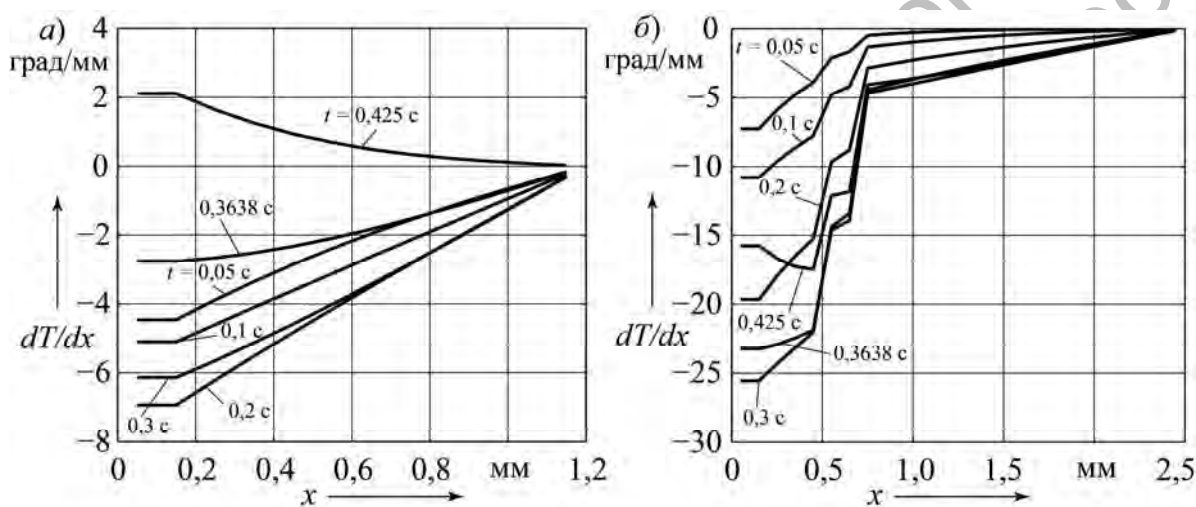 а)
4
град/мм
2
0
−2
−4
dT/dx
−6
−8
t = 0,425 с
0,3638 с
t = 0,05 с
0,1 с
0,3 с
0,2 с
0 0,2 0,4 0,6 0,8 мм 1,2
x
б)
0
град/мм
−5
−10
−15
−20
dT/dx
−25
−30
t = 0,05 с
0,1 с
0,2 с
0,425 с
0,3638 с
0,3 с
0 0,5 1,0 1,5 мм 2,5
x